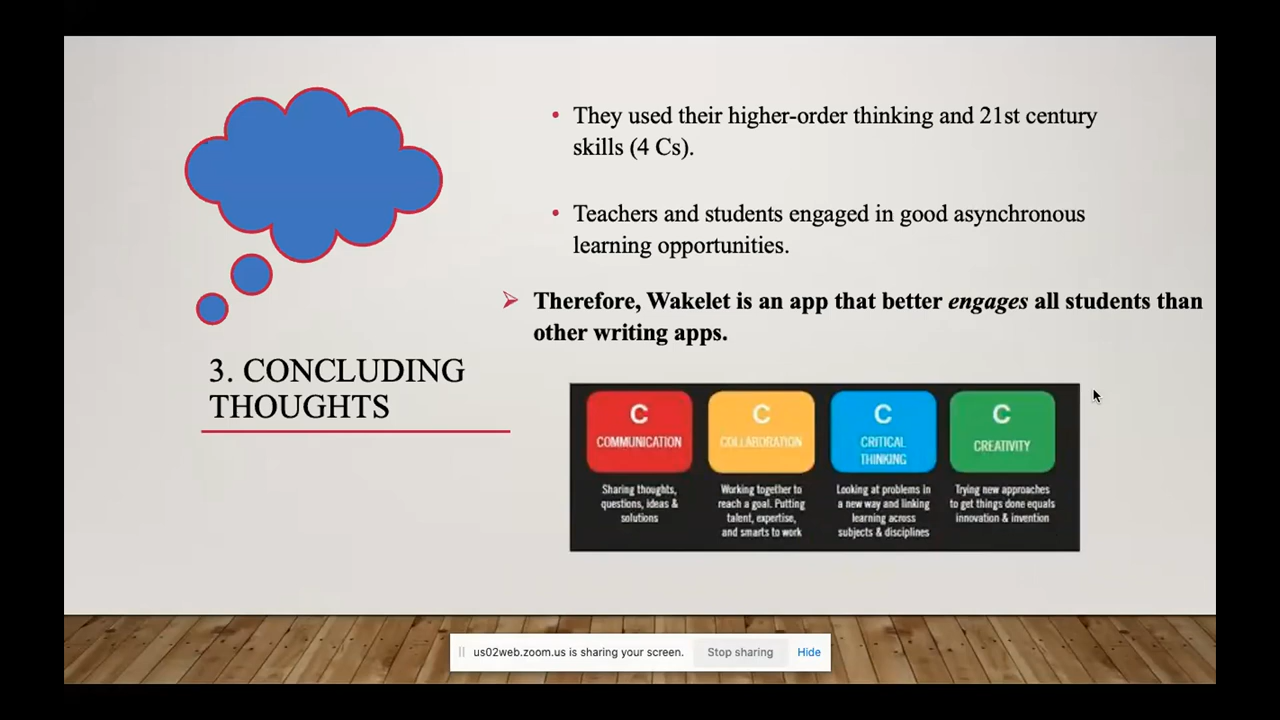 They used their higher-order thinking and 21st century
skills (4 Cs).
Teachers and students engaged in good asynchronous
learning opportunities.
Therefore, Wakelet is an app that better engages all students than
other writing apps.
3. CONCLUDING
THOUGHTS
C
COMMUNICATION
Sharing thoughts,
questions, ideas &
solutions
C
COLLABORATION
Working together to
reach a goal. Putting
talent, expertise,
and smarts to work
C
CRITICAL
THINKING
Looking at problems in
a new way and linking
learning across
subjects & disciplines
C
CREATIVITY
Trying new approaches
to get things done equals
innovation & invention
us02web.zoom.us is sharing your screen.
Stop sharing
Hide